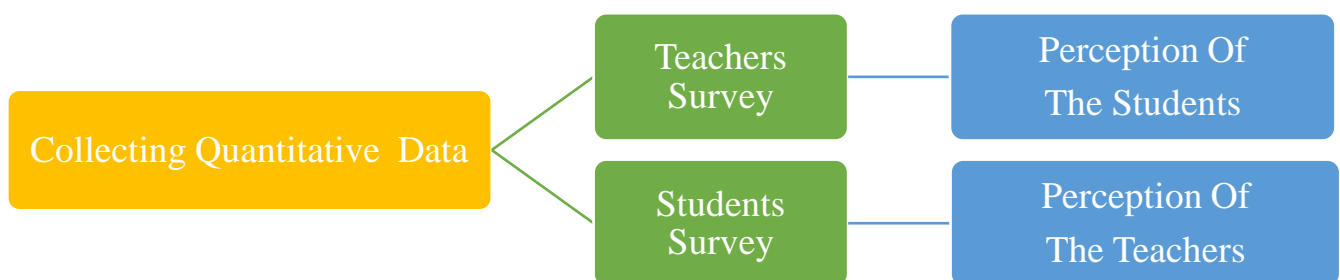 Teachers
Survey
Perception Of
The Students
Collecting Quantitative  Data
Students
Survey
Perception Of
The Teachers